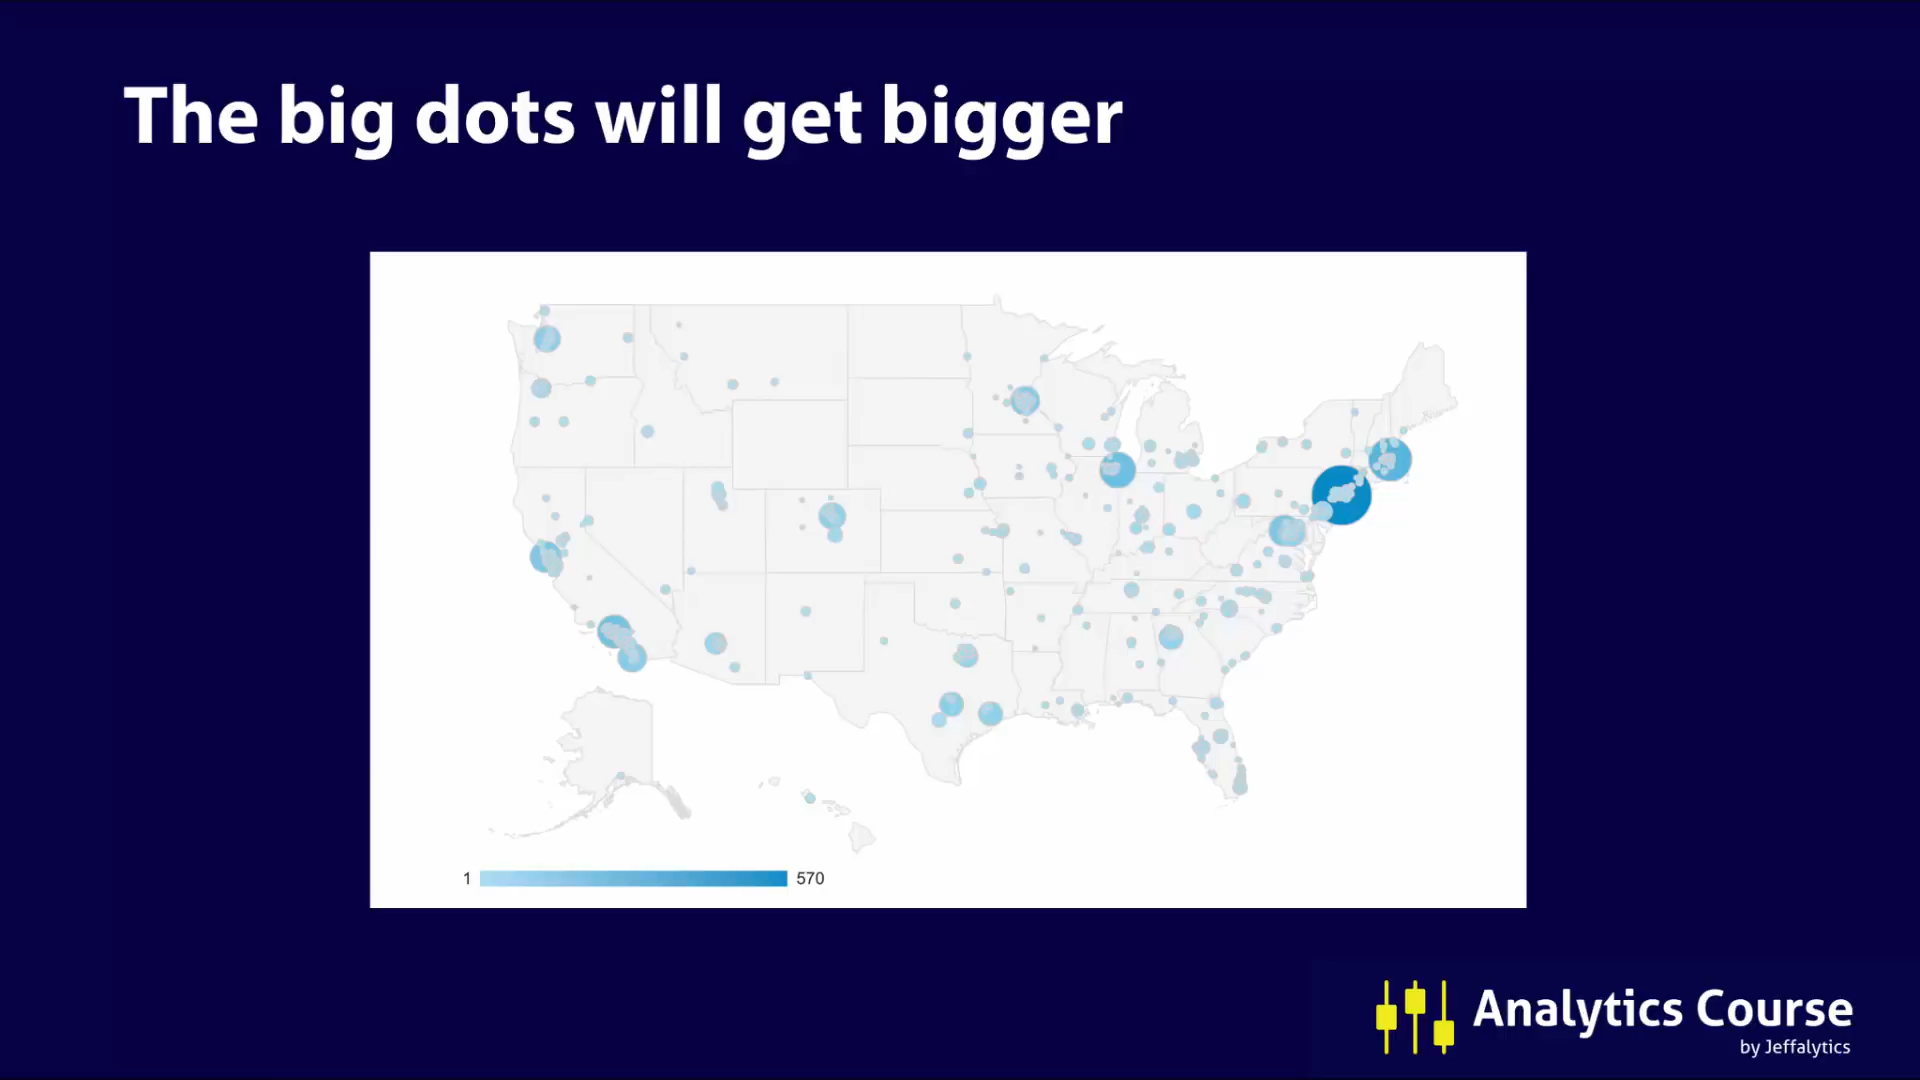 The big dots will get bigger
1 570
Analytics Course
by Jeffalytics